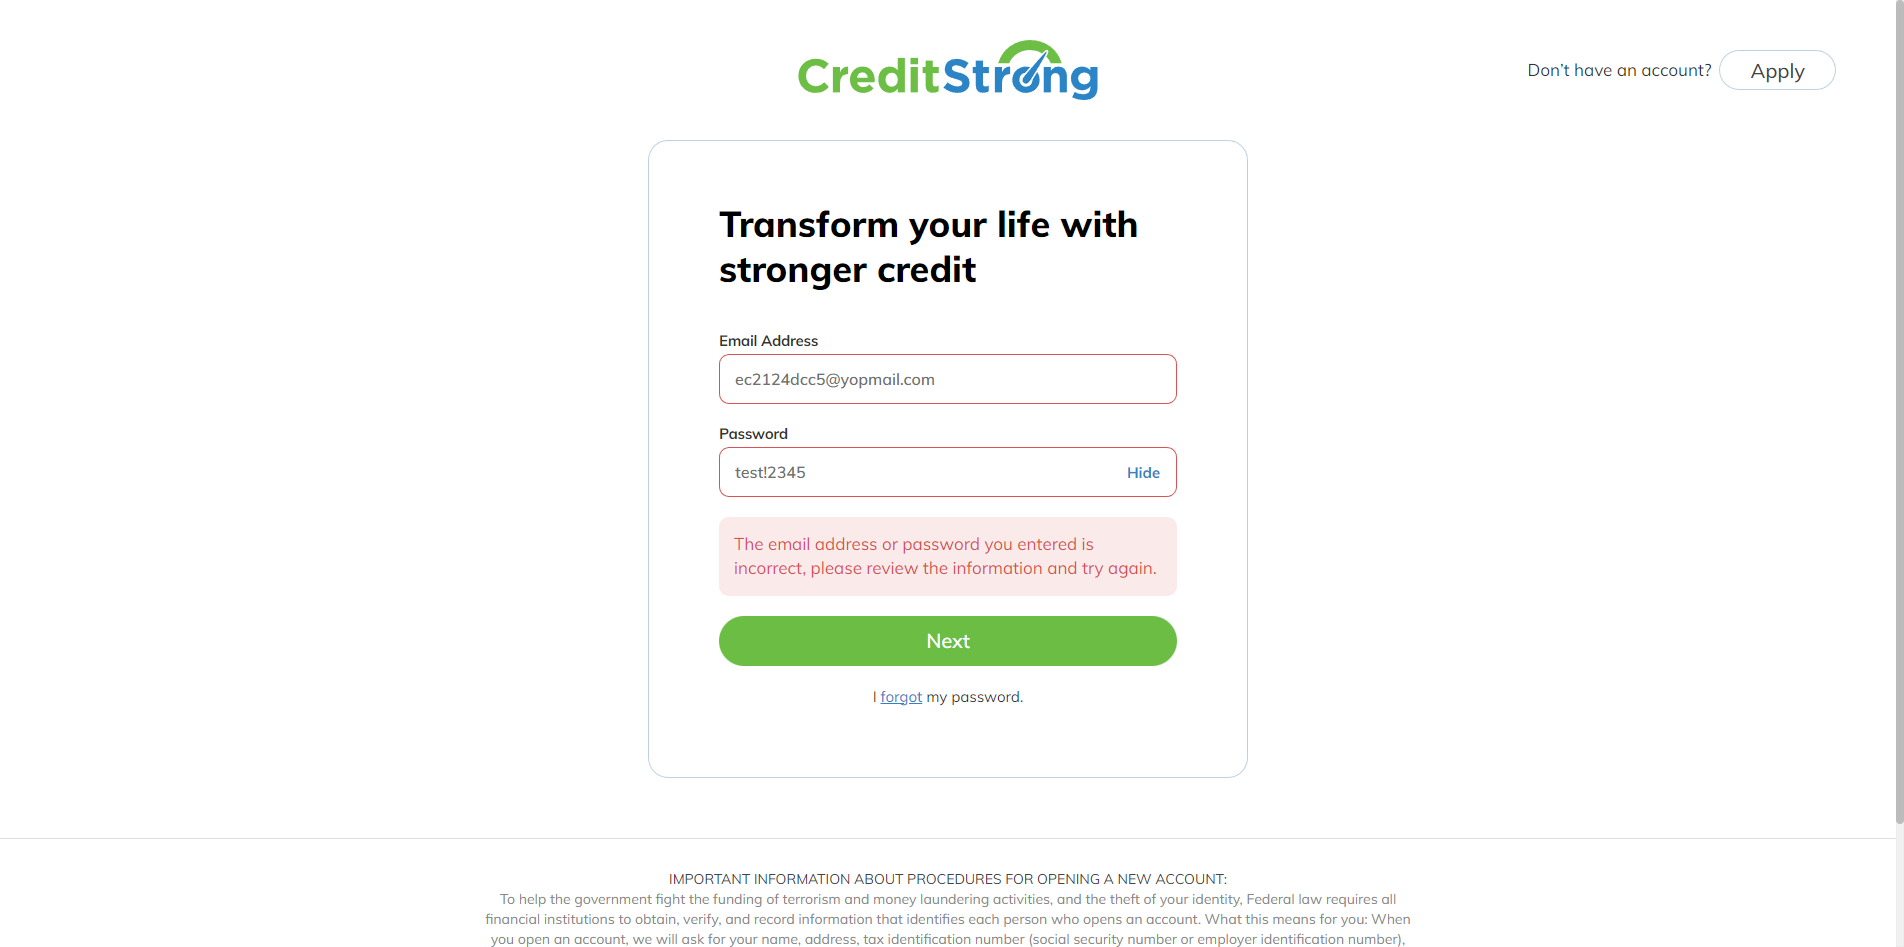 CreditStrong
Don't have an account? Apply
Transform your life with
stronger credit
Email Address
ec2124dcc5@yopmail.com
Password
test!2345 Hide
The email address or password you entered is
incorrect, please review the information and try again.
Next
I forgot my password.
IMPORTANT INFORMATION ABOUT PROCEDURES FOR OPENING A NEW ACCOUNT:
To help the government fight the funding of terrorism and money laundering activities, and the theft of your identity, Federal law requires all
financial institutions to obtain, verify, and record information that identifies each person who opens an account. What this means for you: When
you open an account, we will ask for your name, address, tax identification number (social security number or employer identification number),